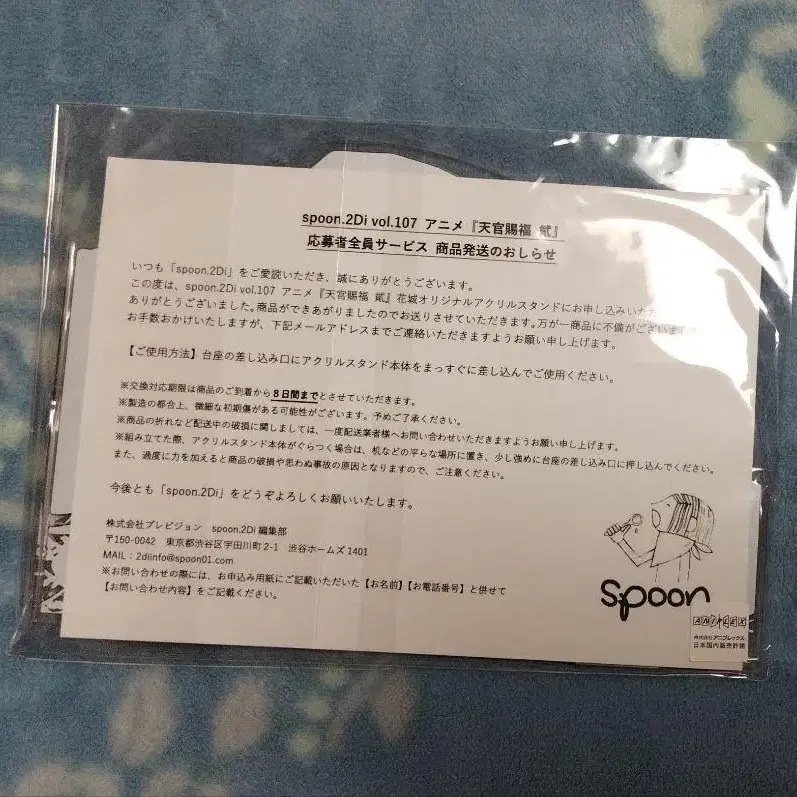 spoon.2Di vol.107 アニメ『天官賜福 貮』
応募者全員サービス 商品発送のおしらせ
いつも「spoon.2Di」をご愛読いただき、誠にありがとうございます。
この度は、spoon.2Di vol.107 アニメ『天官賜福 貮』花城オリジナルアクリルスタンドにお申し込みいただ
ありがとうございました。商品ができあがりましたのでお送りさせていただきます。万が一商品に不備がございま
お手数おかけいたしますが、下記メールアドレスまでご連絡いただきますようお願い申し上げます。
【ご使用方法】台座の差し込み口にアクリルスタンド本体をまっすぐに差し込んでご使用ください。
※交換対応期限は商品のご到着から8日間までとさせていただきます。
※製造の都合上、微細な初期傷がある可能性がございます。予めご了承ください。
※商品の折れなど配送中の破損に関しましては、一度配送業者様へお問い合わせいただきますようお願い申し上げます。
※組み立てた際、アクリルスタンド本体がぐらつく場合は、机などの平らな場所に置き、少し強めに台座の差し込み口に押し込んでください。
また、過度に力を加えると商品の破損や思わぬ事故の原因となりますので、ご注意ください。
今後とも「spoon.2Di」をどうぞよろしくお願いいたします。
株式会社プレビジョン spoon.2Di 編集部
〒150-0042 東京都渋谷区宇田川町2-1 渋谷ホームズ1401
MAIL:2diinfo@spoon01.com
※お問い合わせの際には、お申込み用紙にご記載いただいた【お名前】【お電話番号】と併せて
【お問い合わせ内容】をご記載ください。
spoon
ANIPLEX
株式会社アニプレックス
日本国内販売許諾